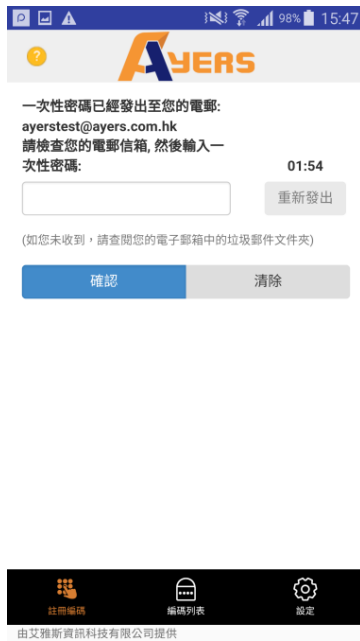 98% 15:47
AYERS
一次性密碼已經發出至您的電郵:
ayerstest@ayers.com.hk
請檢查您的電郵信箱, 然後輸入一
次性密碼:
01:54
重新發出
(如您未收到，請查閱您的電子郵箱中的垃圾郵件文件夾)
確認
清除
註冊編碼
編碼列表
設定
由艾雅斯資訊科技有限公司提供